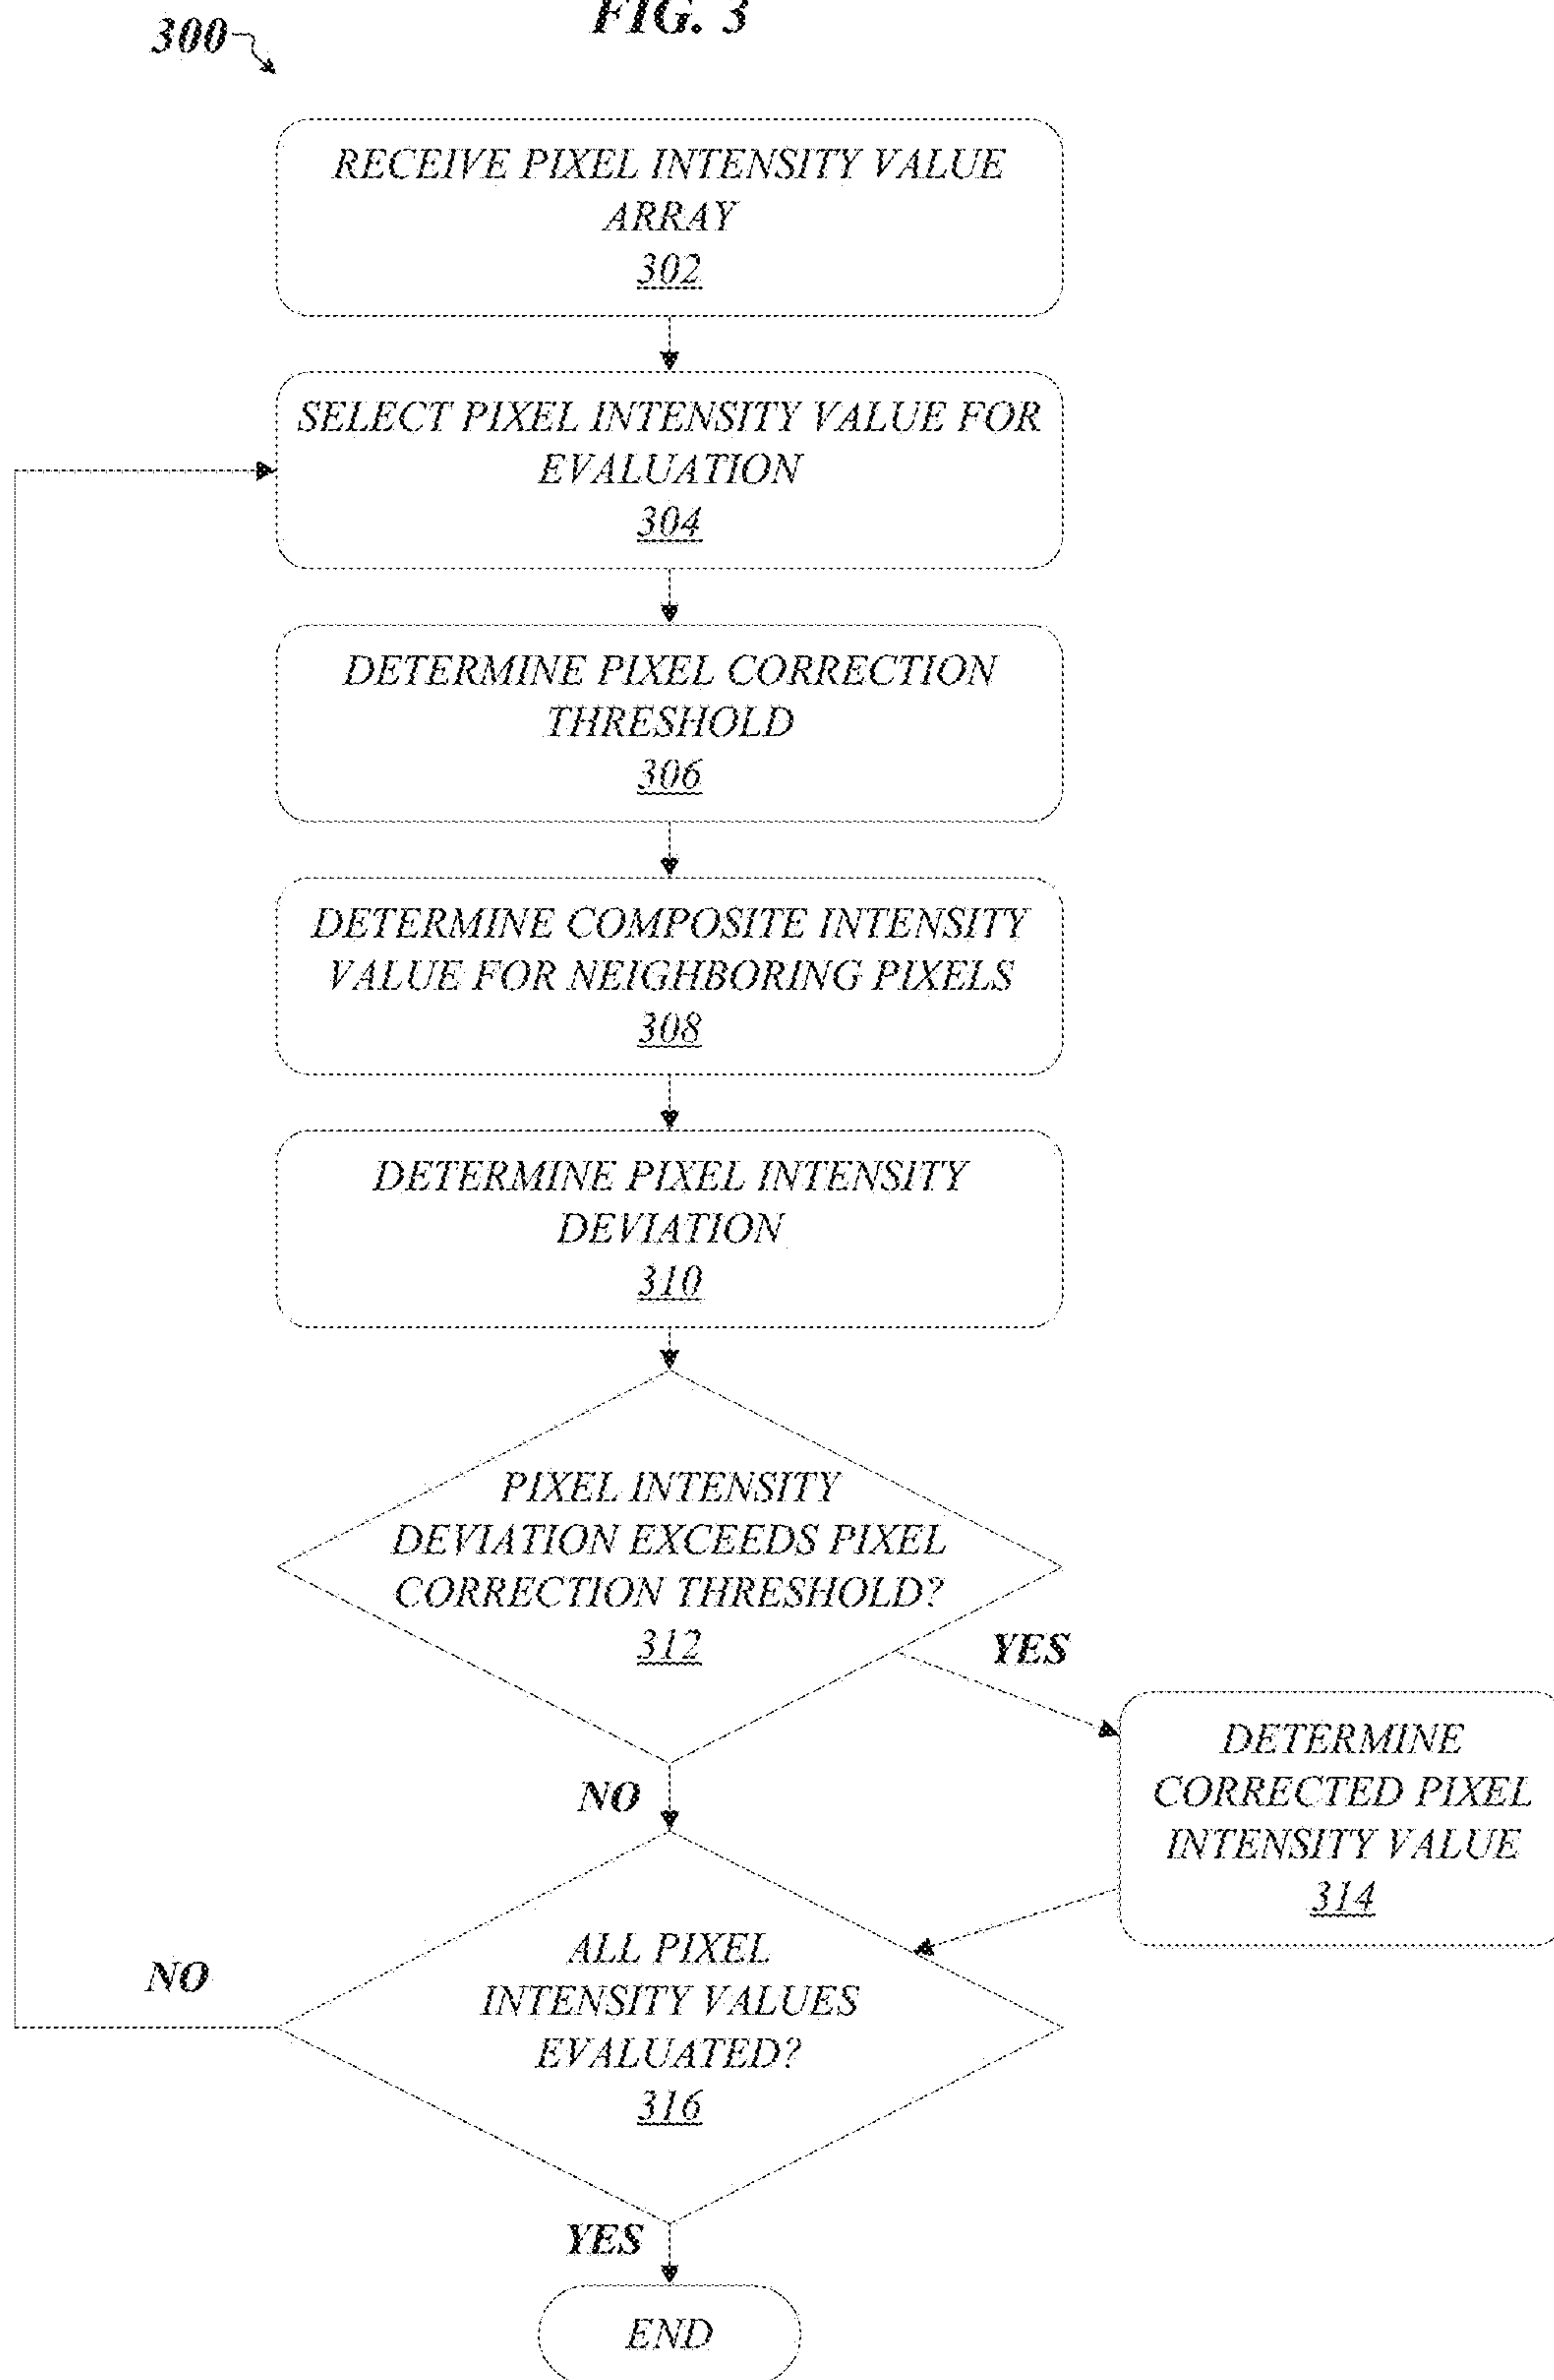 FIG. 3
300
RECEIVE PIXEL INTENSITY VALUE
ARRAY
302
SELECT PIXEL INTENSITY VALUE FOR
EVALUATION
304
DETERMINE PIXEL CORRECTION
THRESHOLD
306
DETERMINE COMPOSITE INTENSITY
VALUE FOR NEIGHBORING PIXELS
308
DETERMINE PIXEL INTENSITY
DEVIATION
310
PIXEL INTENSITY
DEVIATION EXCEEDS PIXEL
CORRECTION THRESHOLD?
312
YES
DETERMINE
CORRECTED PIXEL
INTENSITY VALUE
314
NO
ALL PIXEL
INTENSITY VALUES
EVALUATED?
316
NO
YES
END